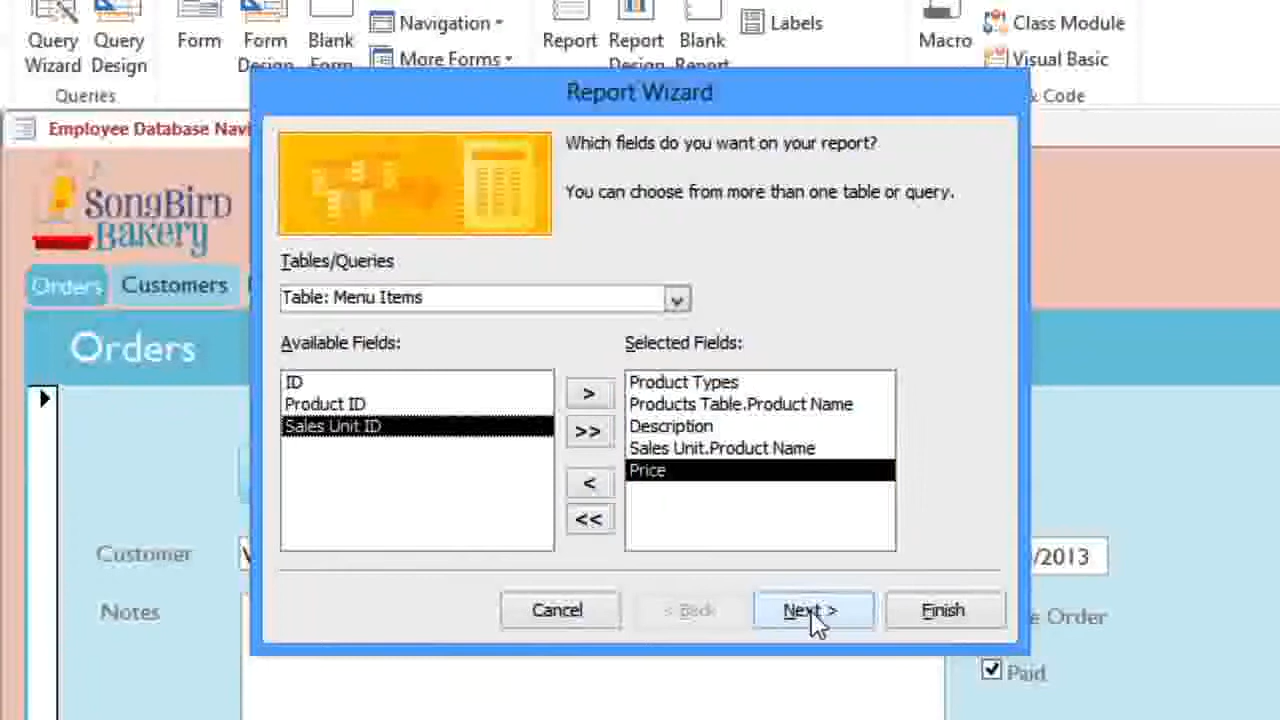 Query Wizard
Query Design
Form
Form Design
Blank Form
Navigation
More Forms
Report
Report Design
Blank Report
Labels
Macro
Class Module
Visual Basic
Queries
& Code
Employee Database Navi
Report Wizard
SongBird
Bakery
Orders
Customers
Orders
Customer
Notes
Which fields do you want on your report?
You can choose from more than one table or query.
Tables/Queries
Table: Menu Items
Available Fields:
Selected Fields:
ID
Product ID
Sales Unit ID
>
>>
<
<<
Product Types
Products Table.Product Name
Description
Sales Unit.Product Name
Price
Cancel
< Back
Next >
Finish
/2013
e Order
Paid